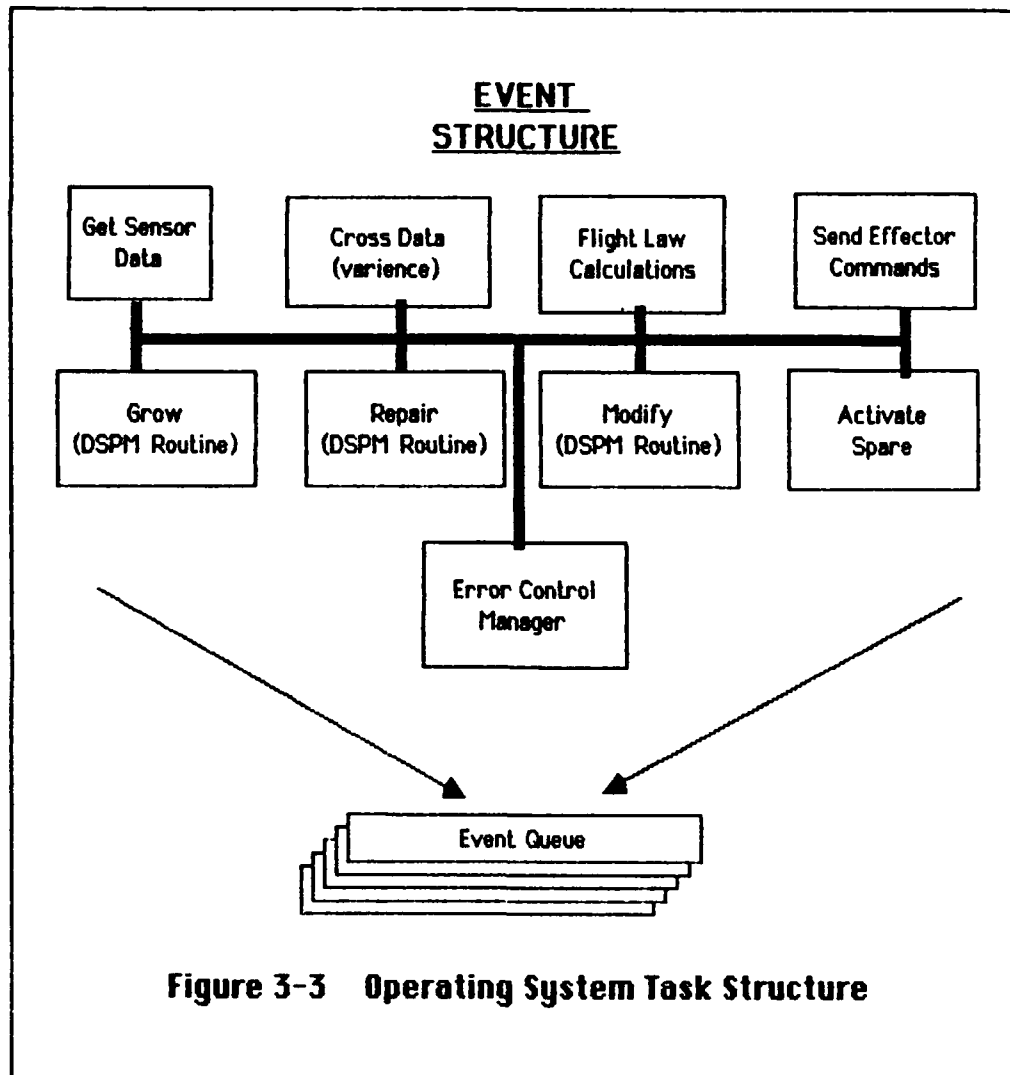 EVENT
STRUCTURE
Get Sensor
Data
Cross Data
(varience)
Flight Law
Calculations
Send Effector
Commands
Grow
(DSPM Routine)
Repair
(DSPM Routine)
Modify
(DSPM Routine)
Activate
Spare
Error Control
Manager
Event Queue
Figure 3-3 Operating System Task Structure